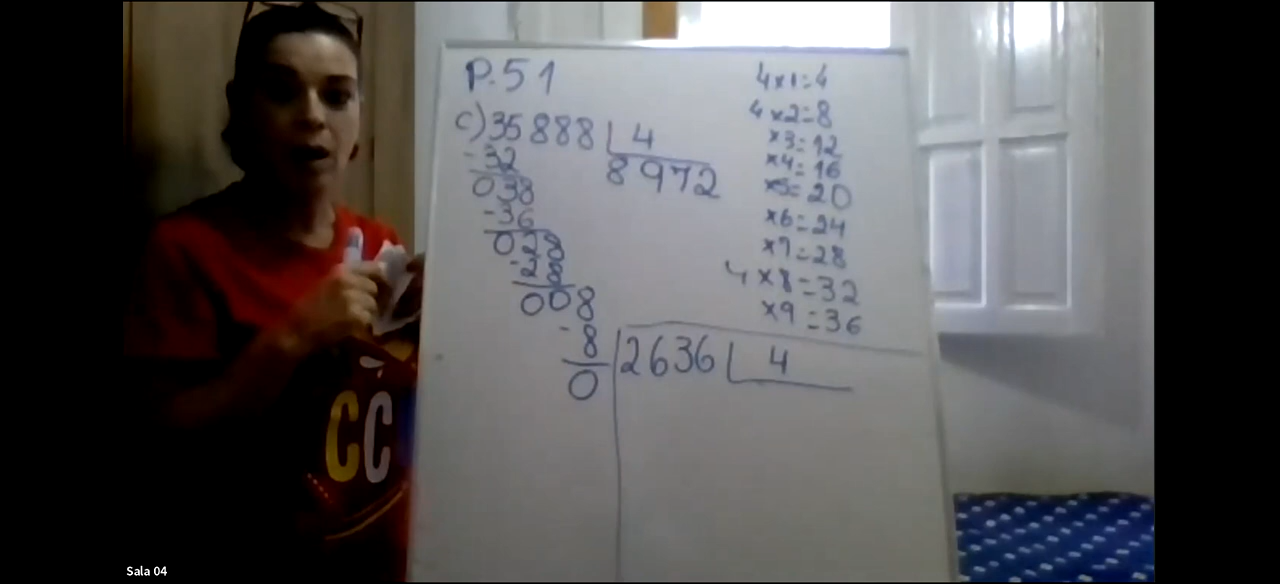 P.51
c) 35888 4
8972
-32
038
-36
028
-28
008
-8
0
4x1=4
4x2=8
x3=12
x4=16
x5=20
x6=24
x7=28
4x8=32
x9=36
2636 4
CC
Sala 04